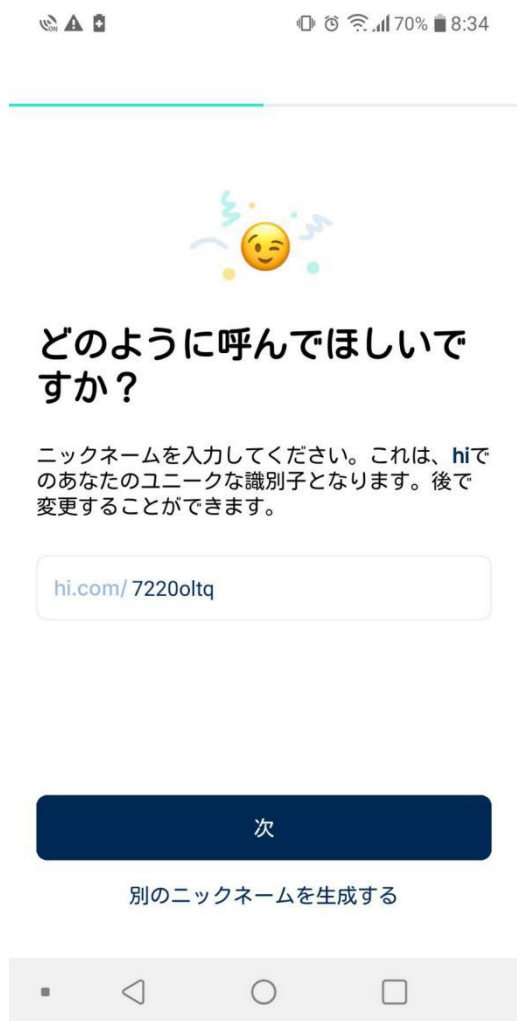 70% 8:34
どのように呼んでほしいで
すか？
ニックネームを入力してください。これは、hiで
のあなたのユニークな識別子となります。後で
変更することができます。
hi.com/ 7220oltq
次
別のニックネームを生成する